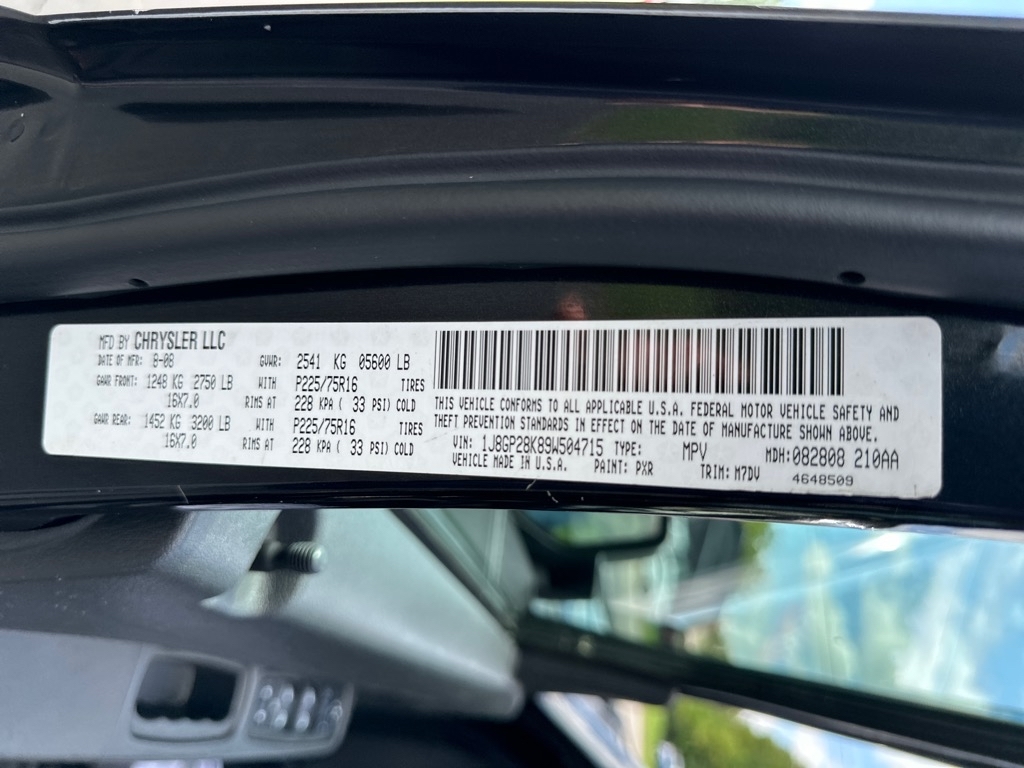 MFD BY CHRYSLER LLC
DATE OF MFR: 8-08 GVWR: 2541 KG 05600 LB
GAWR FRONT: 1248 KG 2750 LB WITH P225/75R16 TIRES
16X7.0 RIMS AT 228 KPA ( 33 PSI) COLD
GAWR REAR: 1452 KG 3200 LB WITH P225/75R16 TIRES
16X7.0 RIMS AT 228 KPA ( 33 PSI) COLD
THIS VEHICLE CONFORMS TO ALL APPLICABLE U.S.A. FEDERAL MOTOR VEHICLE SAFETY AND
THEFT PREVENTION STANDARDS IN EFFECT ON THE DATE OF MANUFACTURE SHOWN ABOVE.
VIN: 1J8GP28K89W504715 TYPE: MPV MDH:082808 210AA
VEHICLE MADE IN U.S.A. PAINT: PXR TRIM: M7DV 4648509